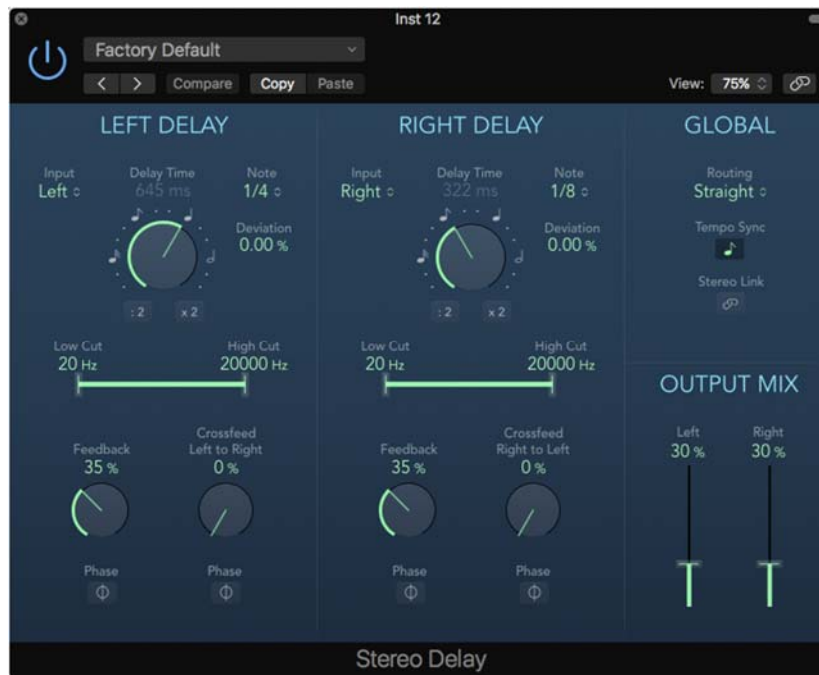 Inst 12
Factory Default
Compare Copy Paste View: 75%
LEFT DELAY
Input Delay Time Note
Left 645 ms 1/4
Deviation
0.00 %
: 2 x 2
Low Cut High Cut
20 Hz 20000 Hz
Feedback Crossfeed
Left to Right
35 % 0 %
Phase Phase
RIGHT DELAY
Input Delay Time Note
Right 322 ms 1/8
Deviation
0.00 %
: 2 x 2
Low Cut High Cut
20 Hz 20000 Hz
Feedback Crossfeed
Right to Left
35 % 0 %
Phase Phase
GLOBAL
Routing
Straight
Tempo Sync
Stereo Link
OUTPUT MIX
Left Right
30 % 30 %
Stereo Delay